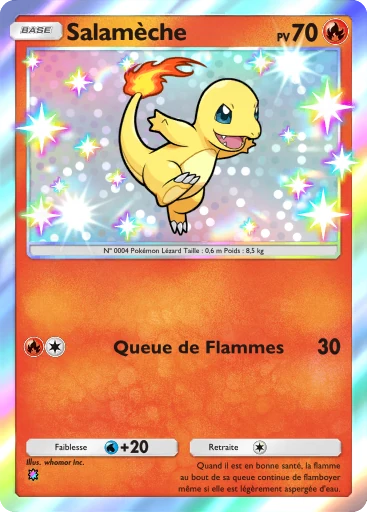 BASE Salamèche PV 70
N° 0004 Pokémon Lézard Taille : 0,6 m Poids : 8,5 kg
Queue de Flammes 30
Faiblesse +20 Retraite
Illus. whomor Inc.
Quand il est en bonne santé, la flamme
au bout de sa queue continue de flamboyer
même si elle est légèrement aspergée d'eau.